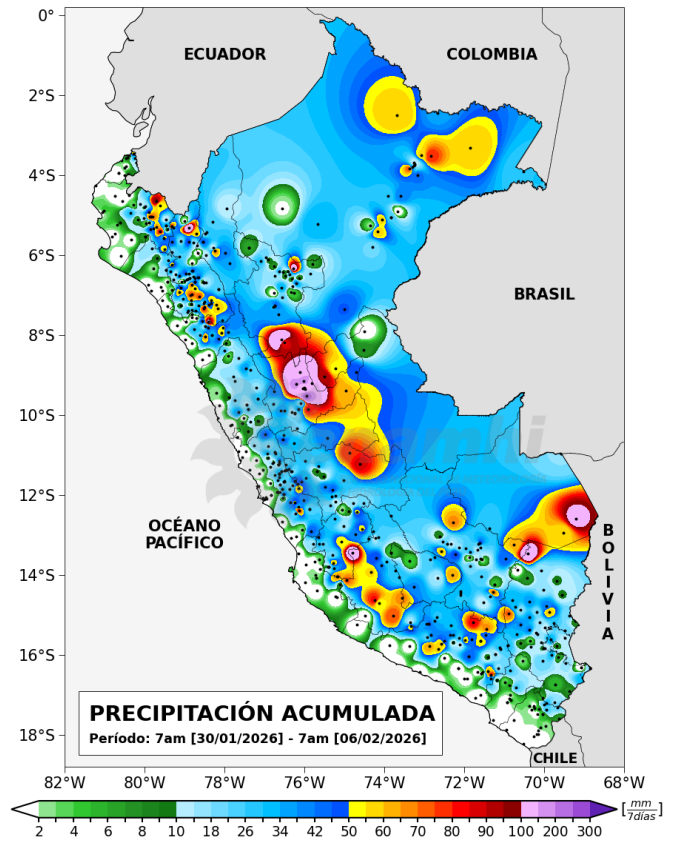 0°
ECUADOR
COLOMBIA
2°S
4°S
6°S
BRASIL
8°S
10°S
senamhi
12°S
OCÉANO
PACÍFICO
BOLIVIA
14°S
16°S
PRECIPITACIÓN ACUMULADA
Período: 7am [30/01/2026] - 7am [06/02/2026]
18°S
CHILE
82°W 80°W 78°W 76°W 74°W 72°W 70°W 68°W
[mm/7días]
2 4 6 8 10 18 26 34 42 50 60 70 80 90 100 200 300